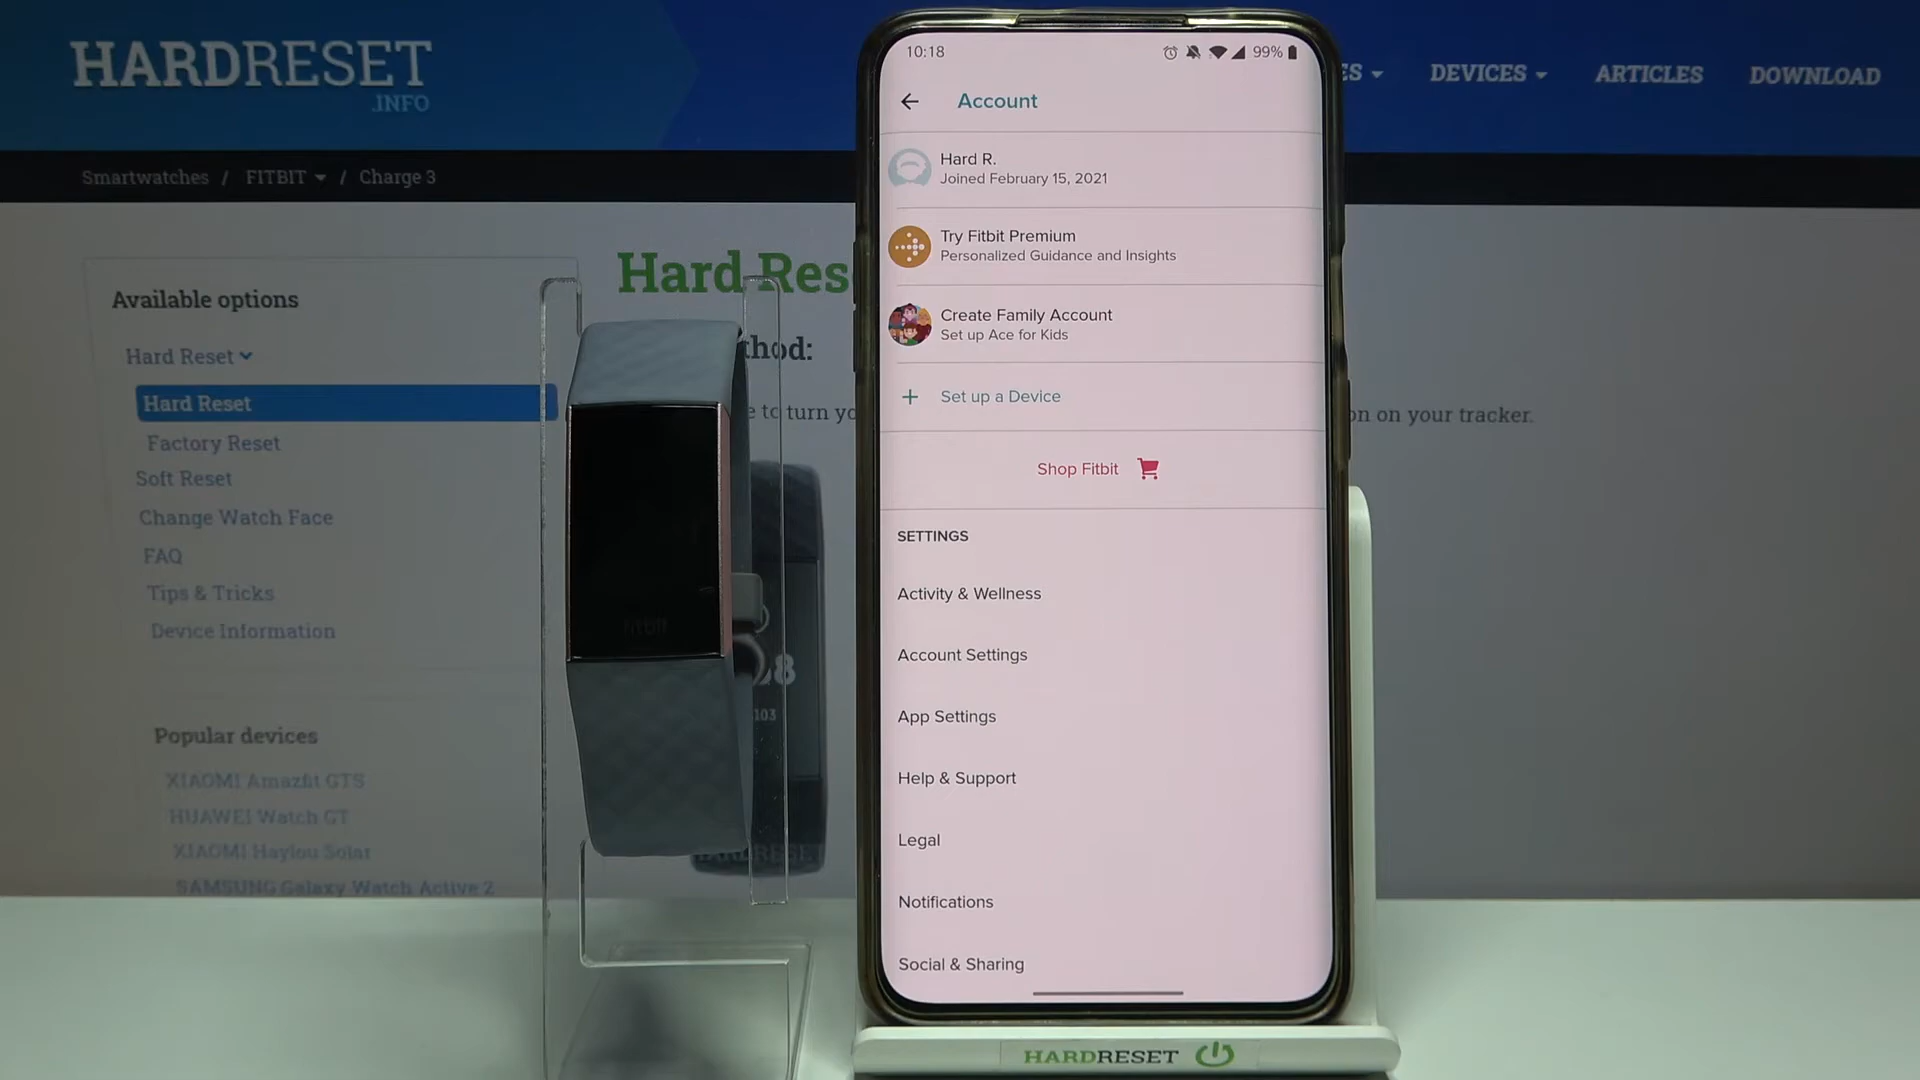 HARDRESET
.INFO
ES
DEVICES
ARTICLES
DOWNLOAD
Smartwatches / FITBIT / Charge 3
Available options
Hard Reset
Hard Reset
Factory Reset
Soft Reset
Change Watch Face
FAQ
Tips & Tricks
Device Information
Popular devices
XIAOMI Amazfit GTS
HUAWEI Watch GT
XIAOMI Haylou Solar
SAMSUNG Galaxy Watch Active 2
Hard Res
thod:
e to turn yo
on on your tracker.
fitbit
8
103
HARDRESET
10:18
99%
Account
Hard R.
Joined February 15, 2021
Try Fitbit Premium
Personalized Guidance and Insights
Create Family Account
Set up Ace for Kids
+ Set up a Device
Shop Fitbit
SETTINGS
Activity & Wellness
Account Settings
App Settings
Help & Support
Legal
Notifications
Social & Sharing
HARDRESET